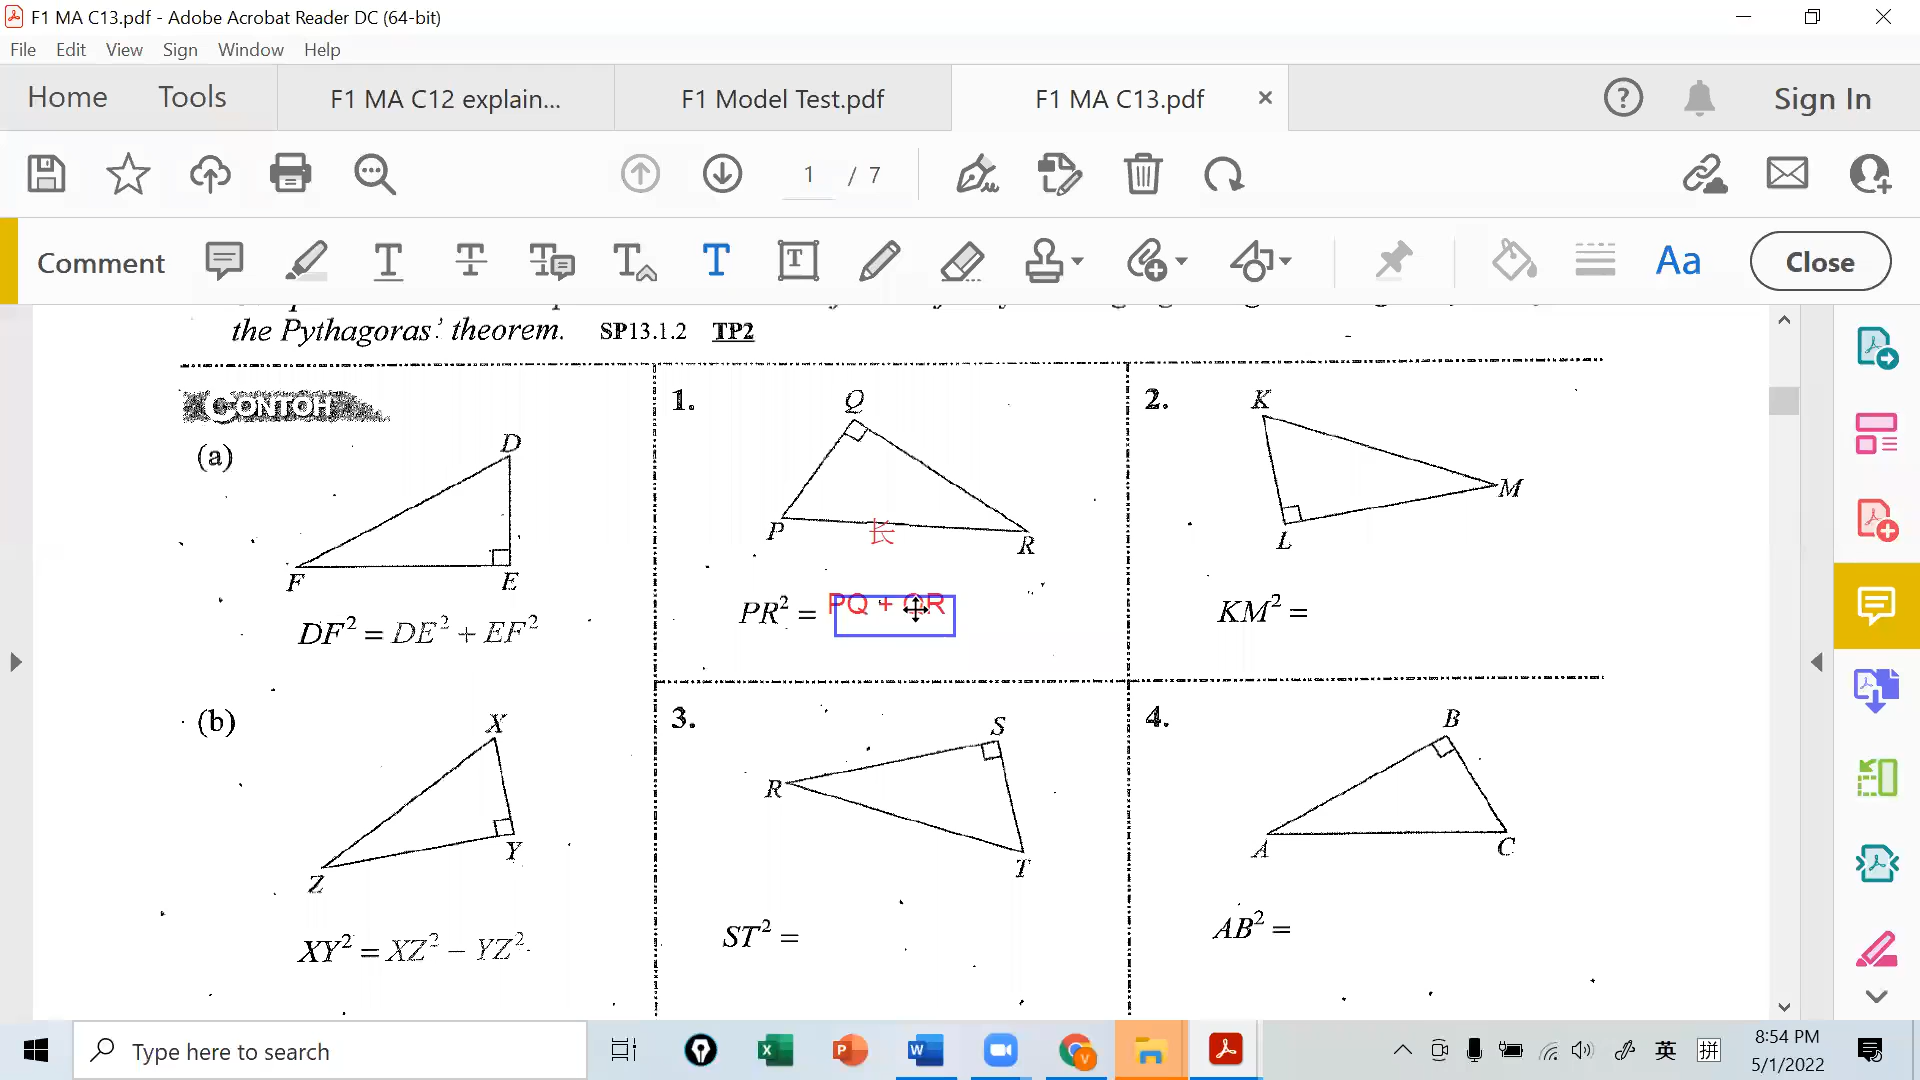 F1 MA C13.pdf - Adobe Acrobat Reader DC (64-bit)
File Edit View Sign Window Help
Home Tools F1 MA C12 explain... F1 Model Test.pdf F1 MA C13.pdf × Sign In
1 / 7
Comment Aa Close
the Pythagoras' theorem. SP13.1.2 TP2
CONTOH
(a)
D
F
E
DF² = DE² + EF²
(b)
X
Y
Z
XY² = XZ² − YZ²
1.
Q
P
长
R
PR² = PQ + QR
2.
K
M
L
KM² =
3.
S
R
T
ST² =
4.
B
A
C
AB² =
Type here to search
英 拼
8:54 PM
5/1/2022